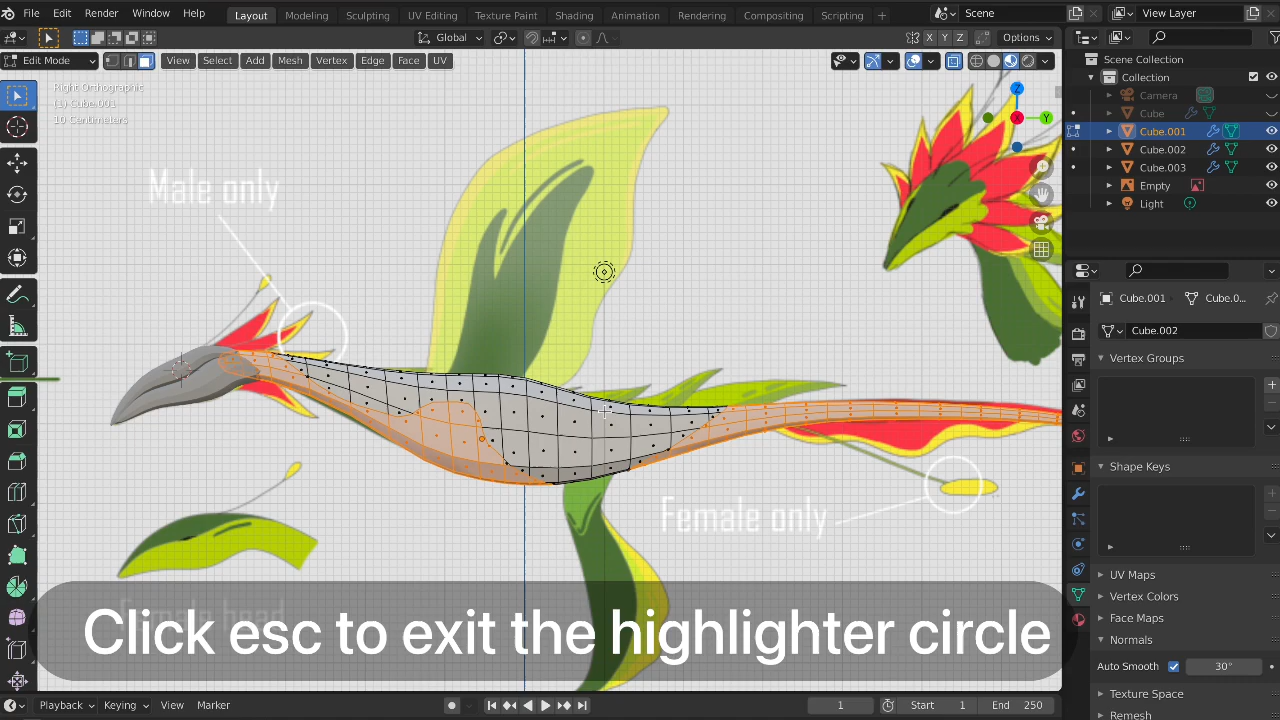 File Edit Render Window Help Layout Modeling Sculpting UV Editing Texture Paint Shading Animation Rendering Compositing Scripting + Scene View Layer
Global X Y Z Options
Edit Mode View Select Add Mesh Vertex Edge Face UV
Right Orthographic
(1) Cube.001
10 Centimeters
Male only
Female only
Female head
Z
X
Y
Click esc to exit the highlighter circle
Scene Collection
Collection
Camera
Cube
Cube.001
Cube.002
Cube.003
Empty
Light
Cube.001 Cube.0...
Cube.002
Vertex Groups
Shape Keys
UV Maps
Vertex Colors
Face Maps
Normals
Auto Smooth 30°
Texture Space
Remesh
Playback Keying View Marker 1 Start 1 End 250